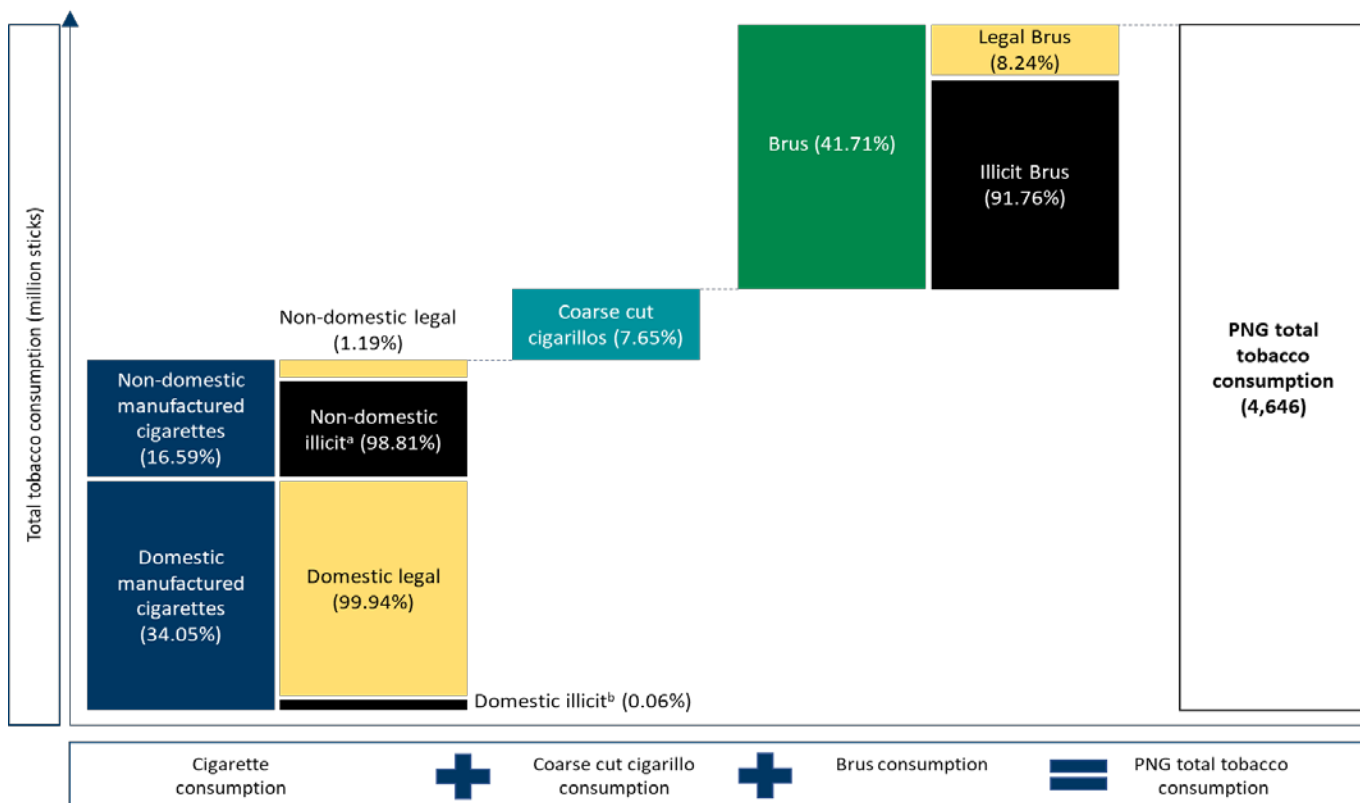 Total tobacco consumption (million sticks)
Non-domestic
manufactured
cigarettes
(16.59%)
Domestic
manufactured
cigarettes
(34.05%)
Non-domestic legal
(1.19%)
Non-domestic
illicitᵃ (98.81%)
Domestic legal
(99.94%)
Domestic illicitᵇ (0.06%)
Coarse cut
cigarillos (7.65%)
Brus (41.71%)
Legal Brus
(8.24%)
Illicit Brus
(91.76%)
PNG total
tobacco
consumption
(4,646)
Cigarette
consumption
Coarse cut cigarillo
consumption
Brus consumption
PNG total tobacco
consumption